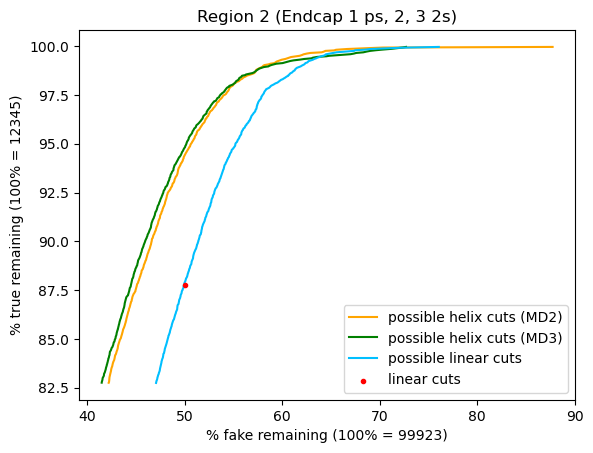 Region 2 (Endcap 1 ps, 2, 3 2s)
% true remaining (100% = 12345)
100.0
97.5
95.0
92.5
90.0
87.5
85.0
82.5
possible helix cuts (MD2)
possible helix cuts (MD3)
possible linear cuts
linear cuts
40 50 60 70 80 90
% fake remaining (100% = 99923)